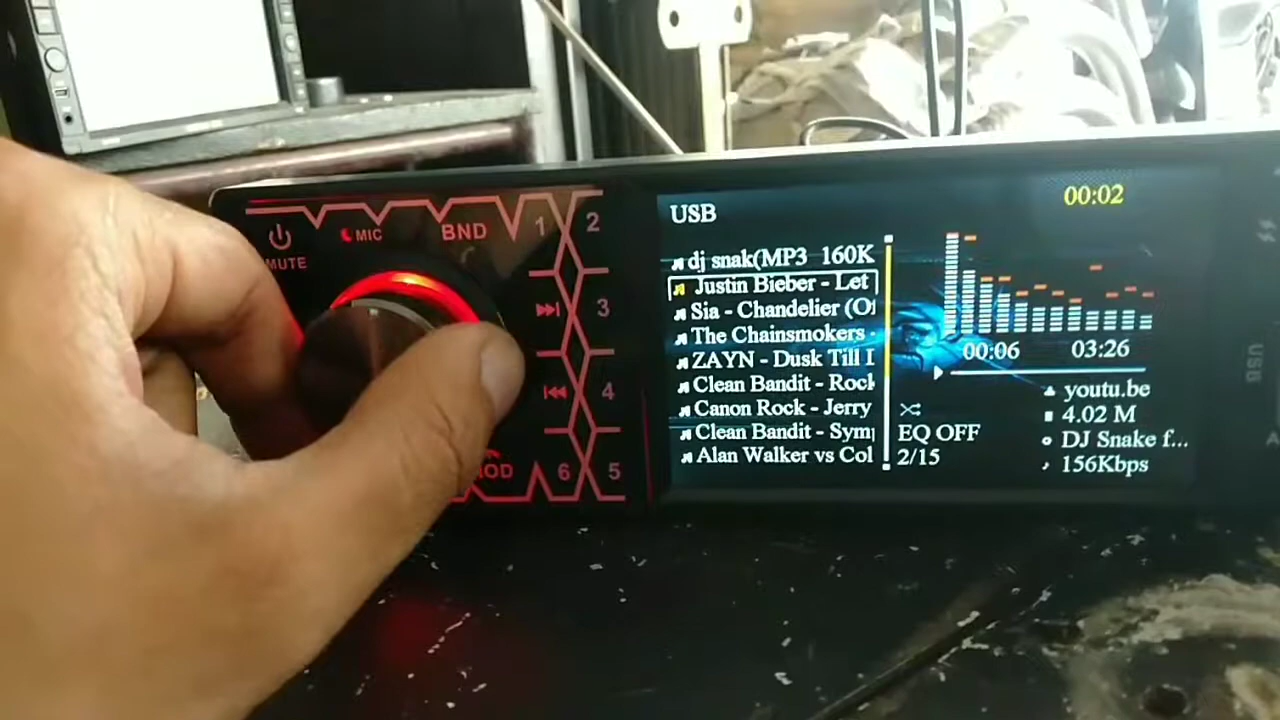 MUTE
MIC
BND
1
2
3
4
5
6
USB
00:02
dj snak(MP3 160K
Justin Bieber - Let
Sia - Chandelier (Of
The Chainsmokers -
ZAYN - Dusk Till D
Clean Bandit - Rock
Canon Rock - Jerry
Clean Bandit - Sym
Alan Walker vs Col
00:06 03:26
youtu.be
4.02 M
EQ OFF
DJ Snake f...
2/15
156Kbps
USB